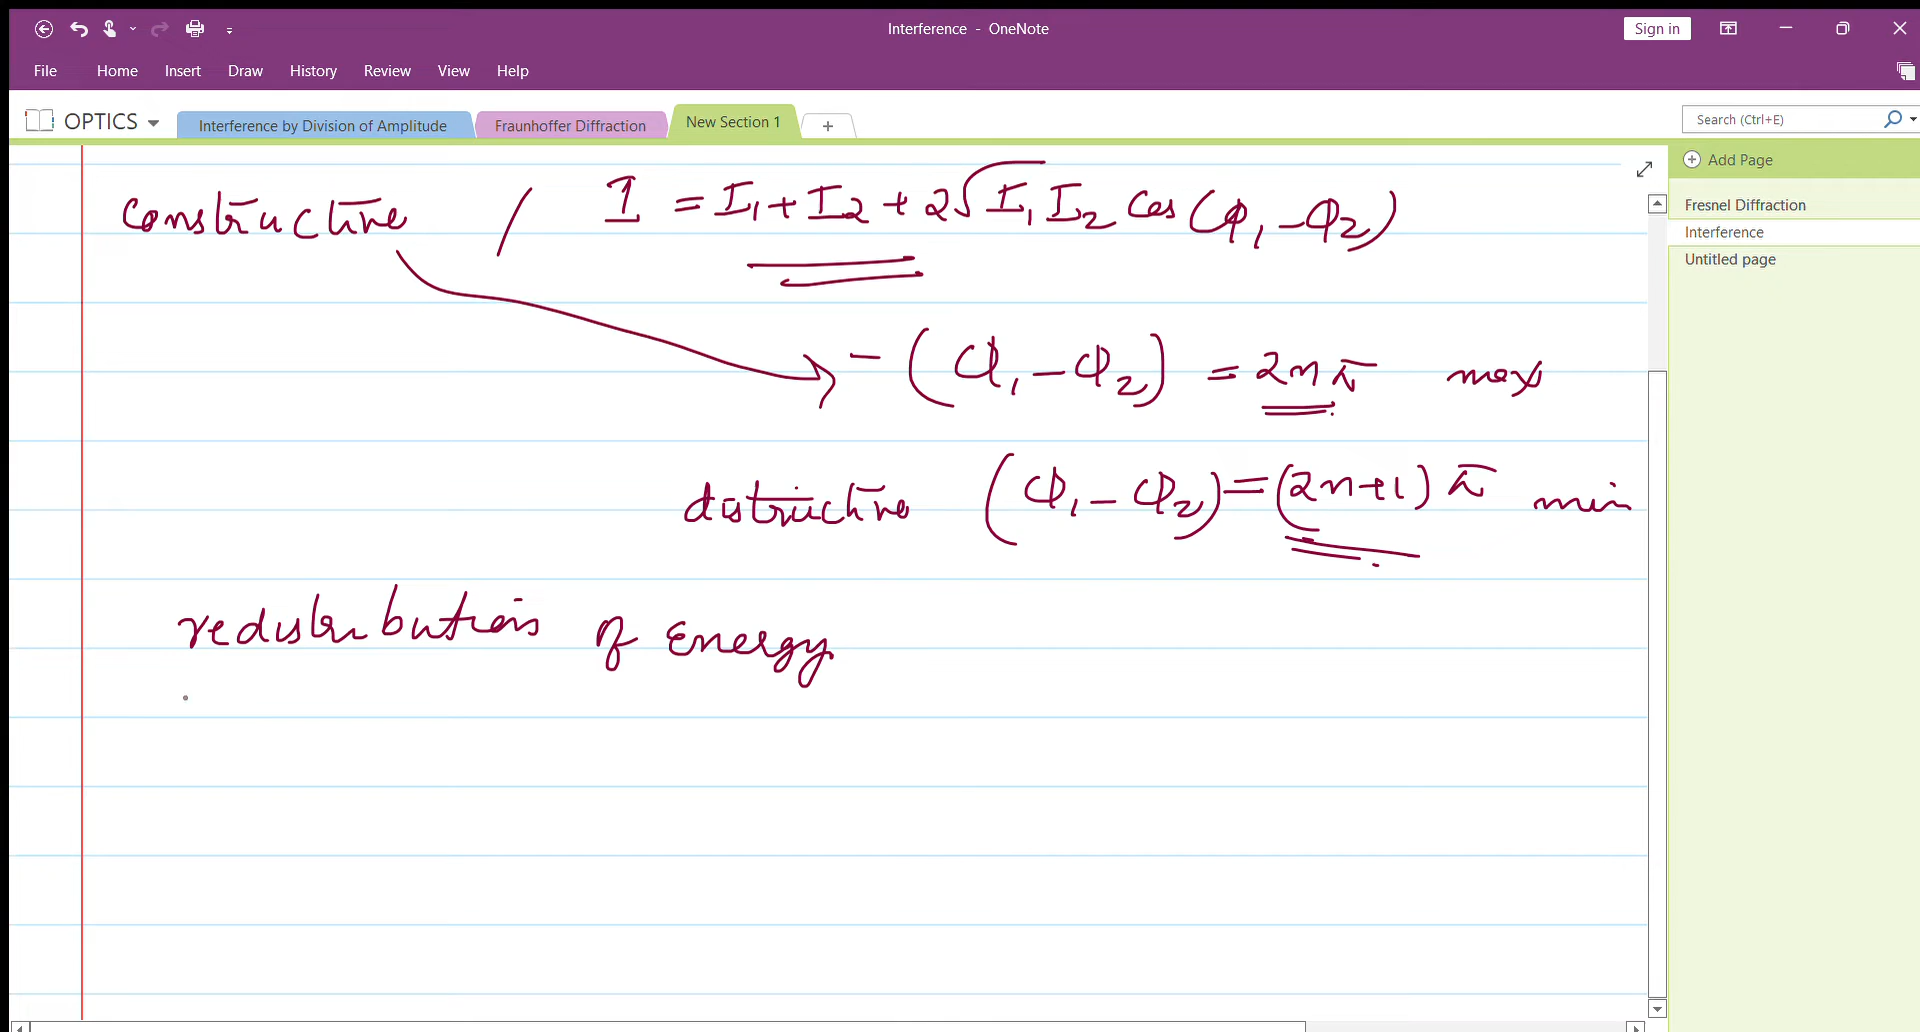 Interference - OneNote
Sign in
File Home Insert Draw History Review View Help
OPTICS
Interference by Division of Amplitude
Fraunhoffer Diffraction
New Section 1
+
Search (Ctrl+E)
Add Page
Fresnel Diffraction
Interference
Untitled page
Constructive / I = I₁ + I₂ + 2√I₁ I₂ Cos (φ₁ - φ₂)
- (φ₁ - φ₂) = 2nπ max
distructive (φ₁ - φ₂) = (2n+1) π min
redistribution of Energy